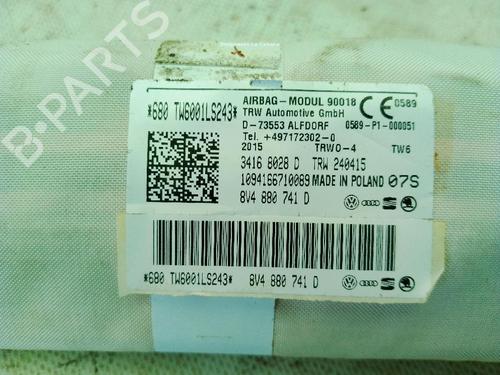 *680 TW6001LS243*
AIRBAG-MODUL 90018 CE 0589
TRW Automotive GmbH
D-73553 ALFDORF 0589-P1-000051
Tel. +497172302-0
2015 TRWO-4 TW6
3416 8028 D TRW 240415
1094166710089 MADE IN POLAND 07S
8V4 880 741 D
*680 TW6001LS243* 8V4 880 741 D
B-PARTS